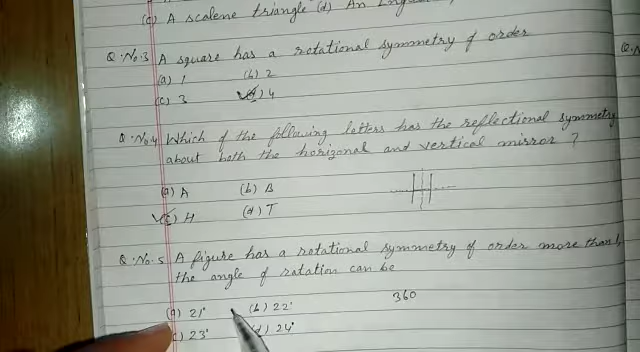 (c) A scalene triangle (d) An
Q.No.3 A square has a rotational symmetry of order
(a) 1 (b) 2
(c) 3 (d) 4
Q.No.4 Which of the following letters has the reflectional symmetry
about both the horizonal and vertical mirror ?
(a) A (b) B
(c) H (d) T
Q.No.5 A figure has a rotational symmetry of order more than 1,
the angle of rotation can be
360
(a) 21° (b) 22°
) 23° (d) 24°